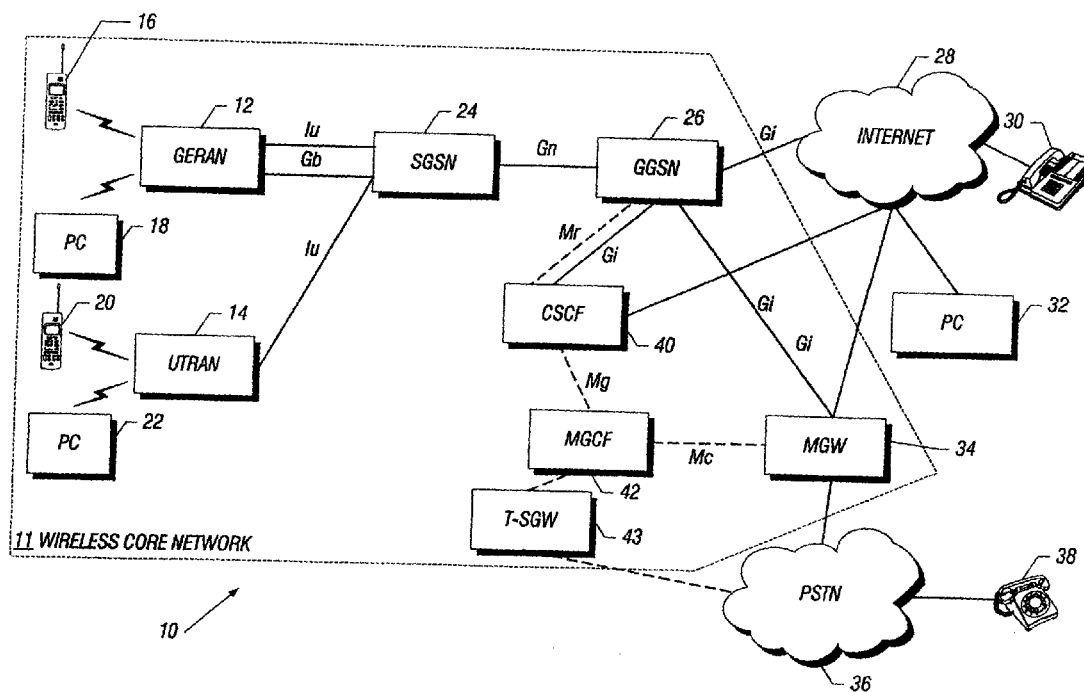 16
28
12
24
26
30
Iu
Gi
INTERNET
GERAN
Gb
SGSN
Gn
GGSN
PC
18
Mr
Iu
Gi
20
14
CSCF
Gi
PC
32
40
Gi
UTRAN
Mg
PC
22
MGCF
Mc
MGW
34
42
T-SGW
43
11 WIRELESS CORE NETWORK
38
PSTN
10
36